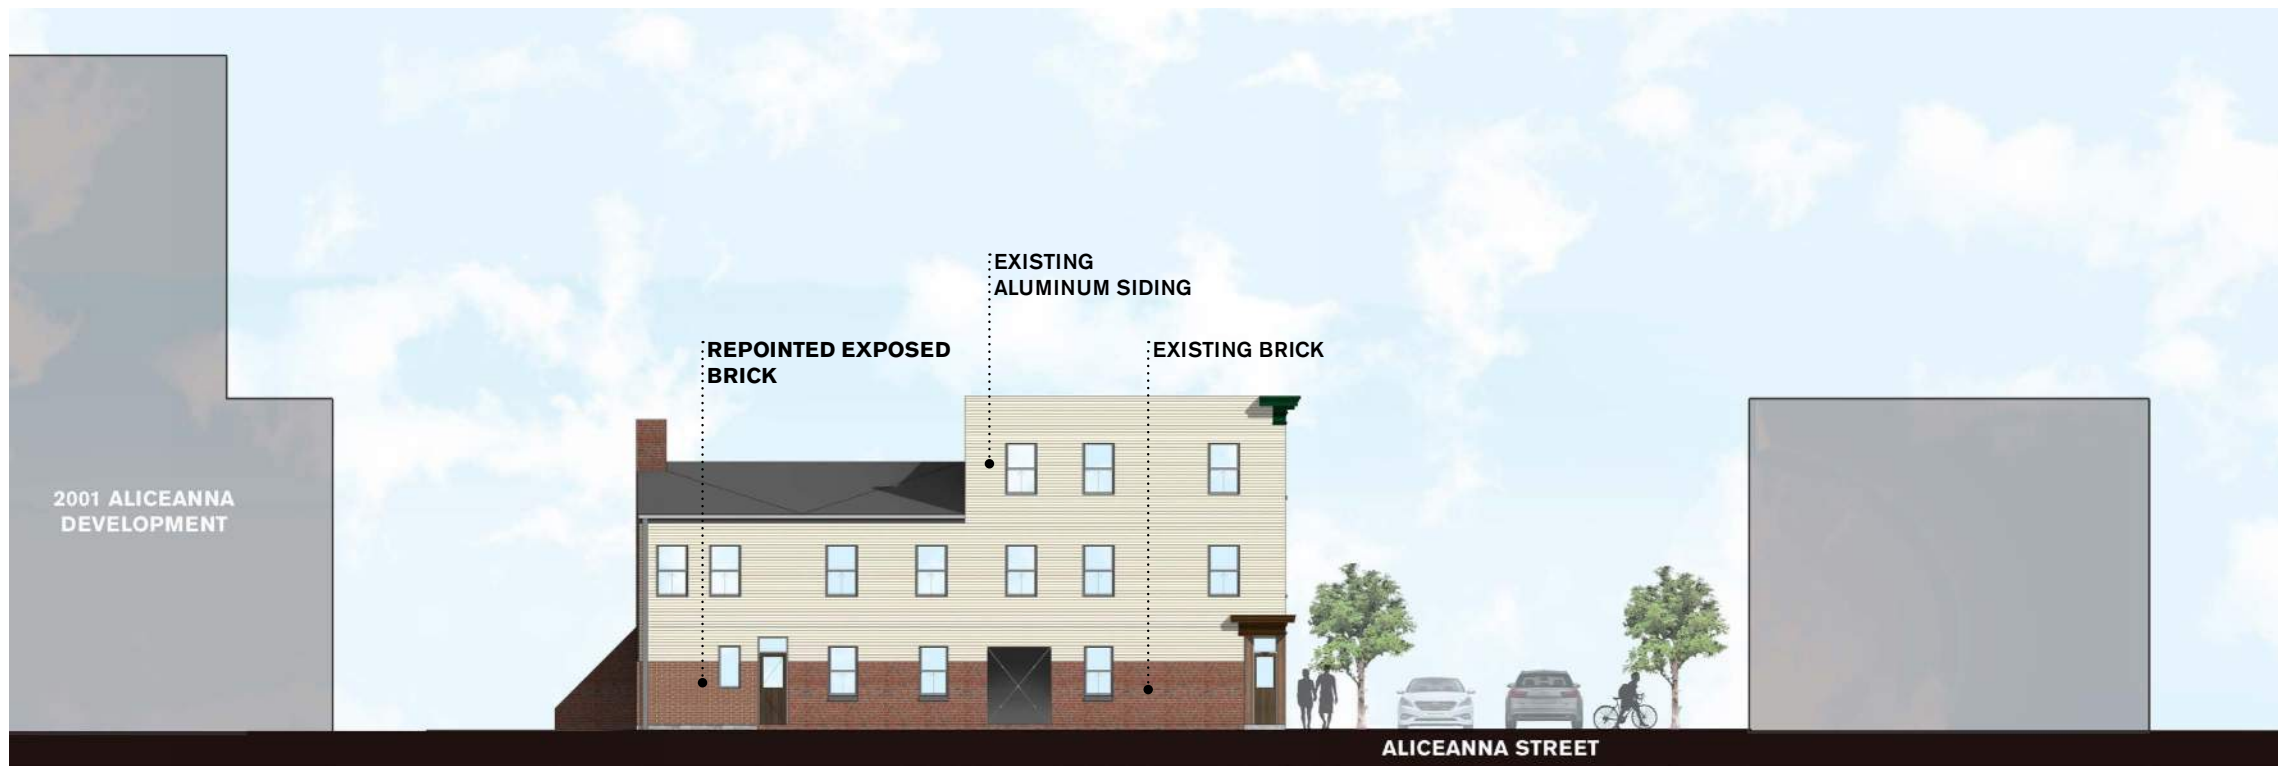 EXISTING
ALUMINUM SIDING
REPOINTED EXPOSED
BRICK
EXISTING BRICK
2001 ALICEANNA
DEVELOPMENT
ALICEANNA STREET